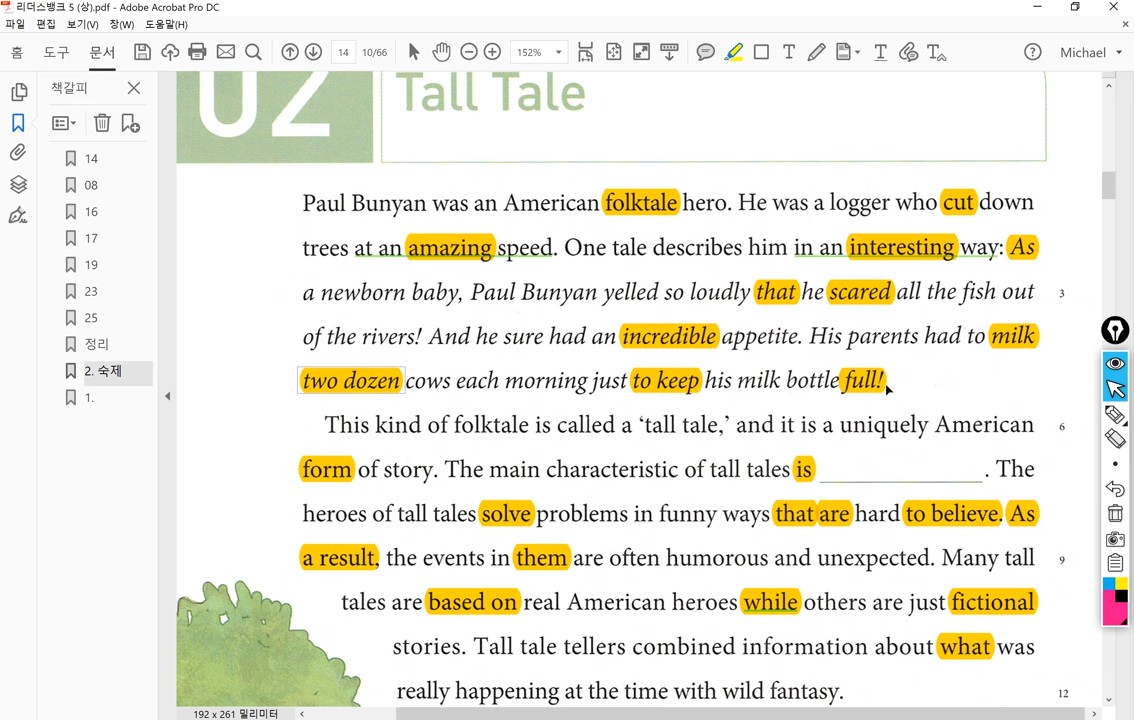 리더스뱅크 5 (상).pdf - Adobe Acrobat Pro DC
파일 편집 보기(V) 창(W) 도움말(H)
홈 도구 문서 14 10/66 152% Michael
책갈피
14
08
16
17
19
23
25
정리
2. 숙제
1.
02 Tall Tale
Paul Bunyan was an American folktale hero. He was a logger who cut down
trees at an amazing speed. One tale describes him in an interesting way: As
a newborn baby, Paul Bunyan yelled so loudly that he scared all the fish out 3
of the rivers! And he sure had an incredible appetite. His parents had to milk
two dozen cows each morning just to keep his milk bottle full!
This kind of folktale is called a ‘tall tale,’ and it is a uniquely American 6
form of story. The main characteristic of tall tales is ____________. The
heroes of tall tales solve problems in funny ways that are hard to believe. As
a result, the events in them are often humorous and unexpected. Many tall 9
tales are based on real American heroes while others are just fictional
stories. Tall tale tellers combined information about what was
really happening at the time with wild fantasy. 12
192 x 261 밀리미터